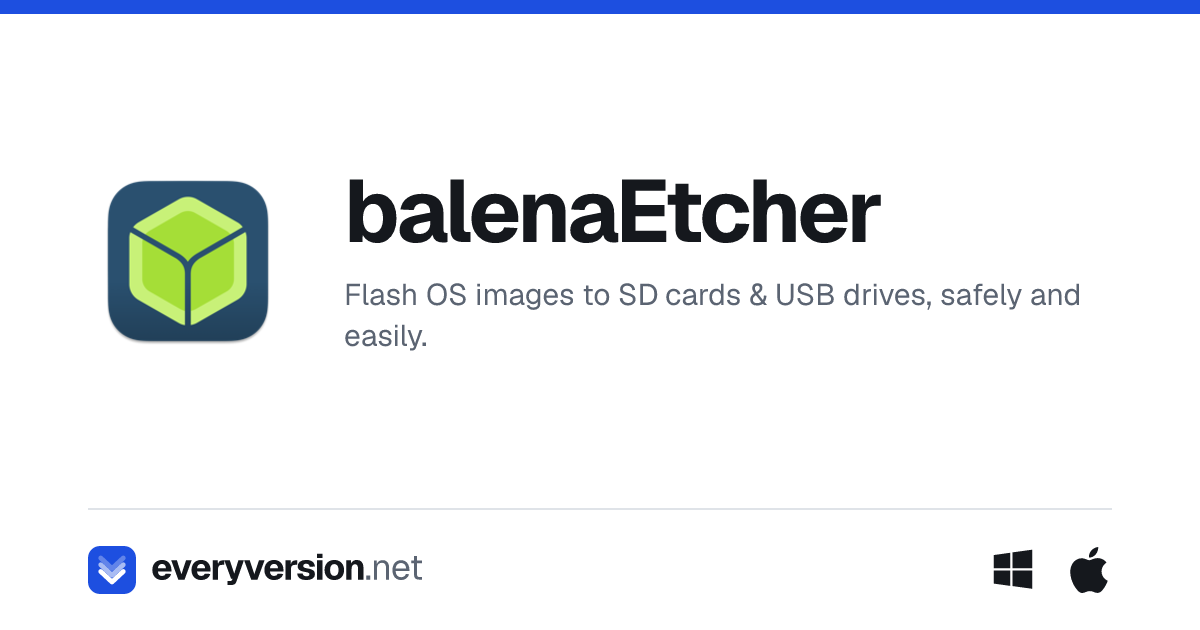 balenaEtcher
Flash OS images to SD cards & USB drives, safely and
easily.
everyversion.net